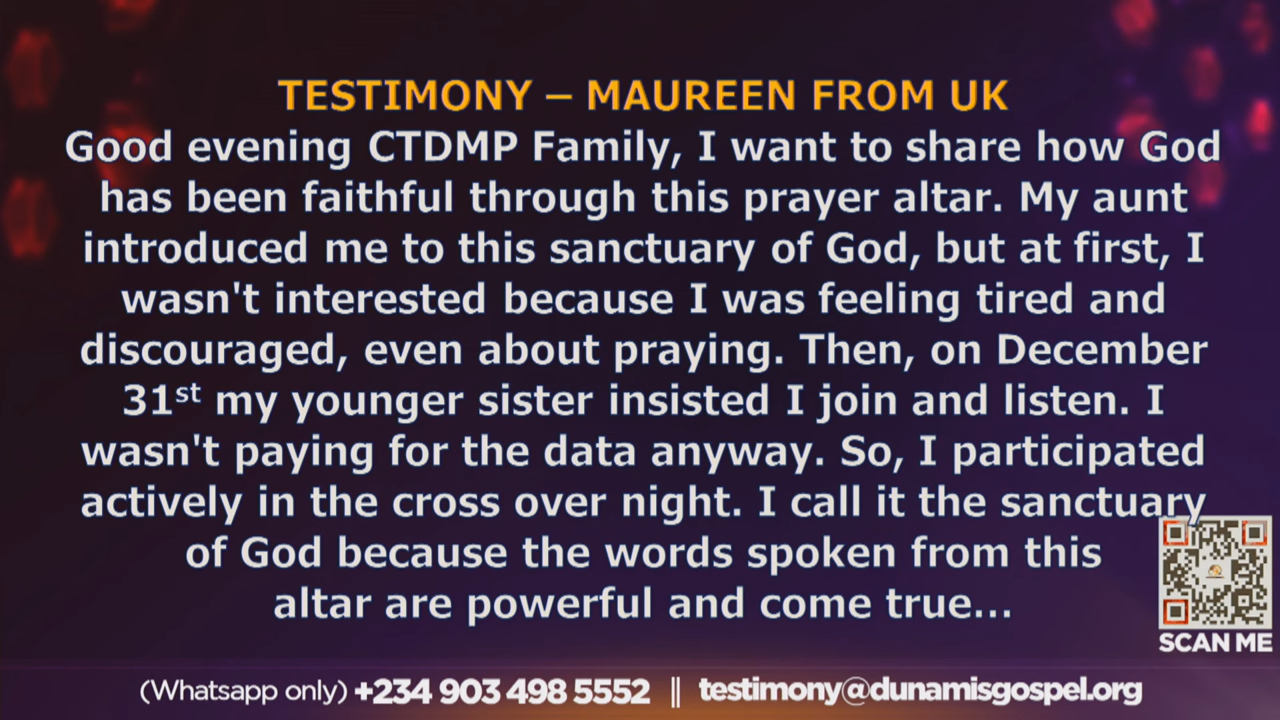 TESTIMONY – MAUREEN FROM UK
Good evening CTDMP Family, I want to share how God
has been faithful through this prayer altar. My aunt
introduced me to this sanctuary of God, but at first, I
wasn't interested because I was feeling tired and
discouraged, even about praying. Then, on December
31st my younger sister insisted I join and listen. I
wasn't paying for the data anyway. So, I participated
actively in the cross over night. I call it the sanctuary
of God because the words spoken from this
altar are powerful and come true...
SCAN ME
(Whatsapp only) +234 903 498 5552 || testimony@dunamisgospel.org